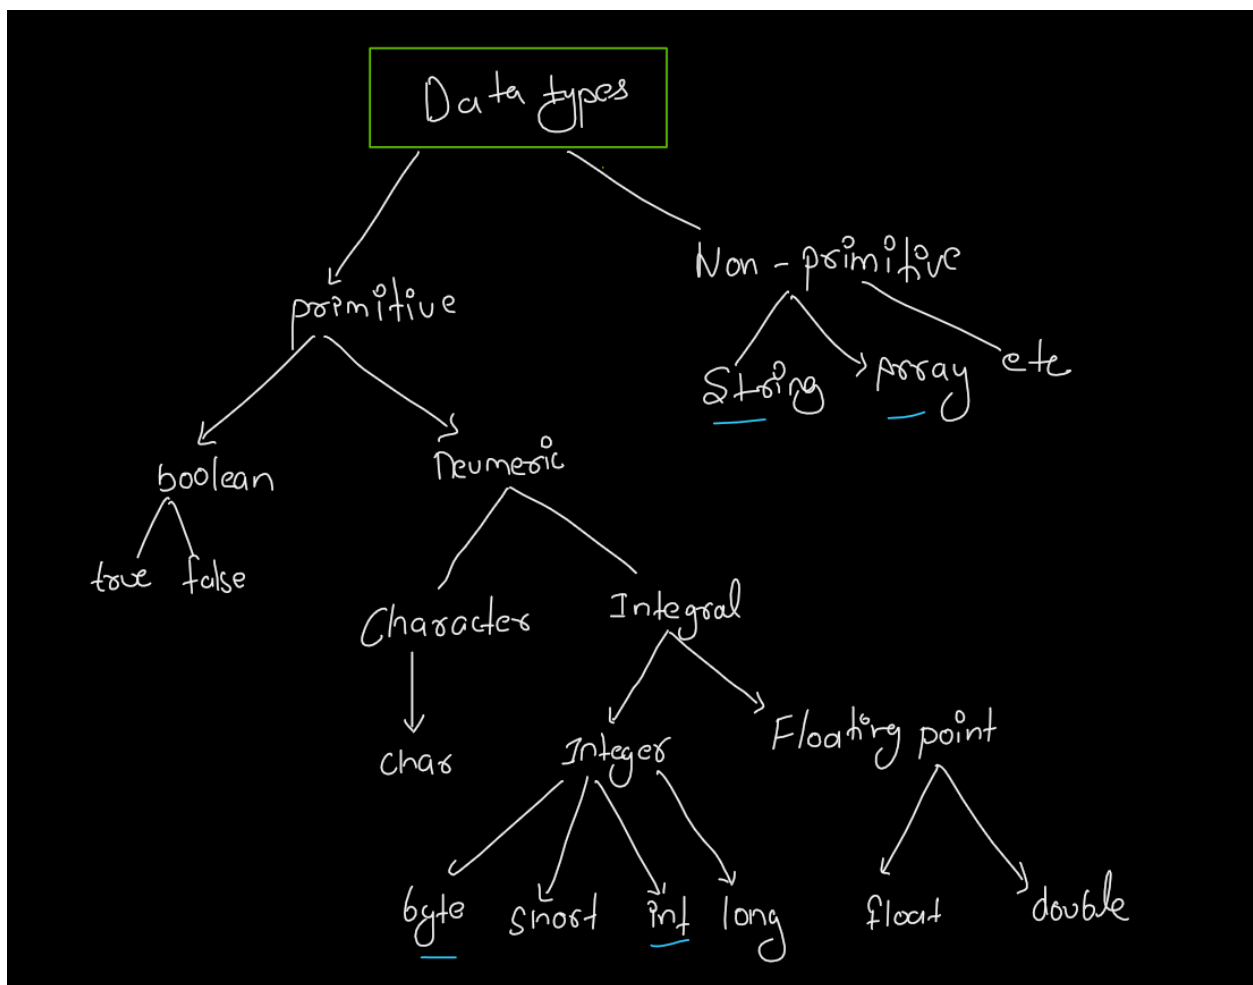 Data types
Non - primitive
primitive
String array etc
boolean Neumeric
true false
Character Integral
char Integer Floating point
byte short int long float double